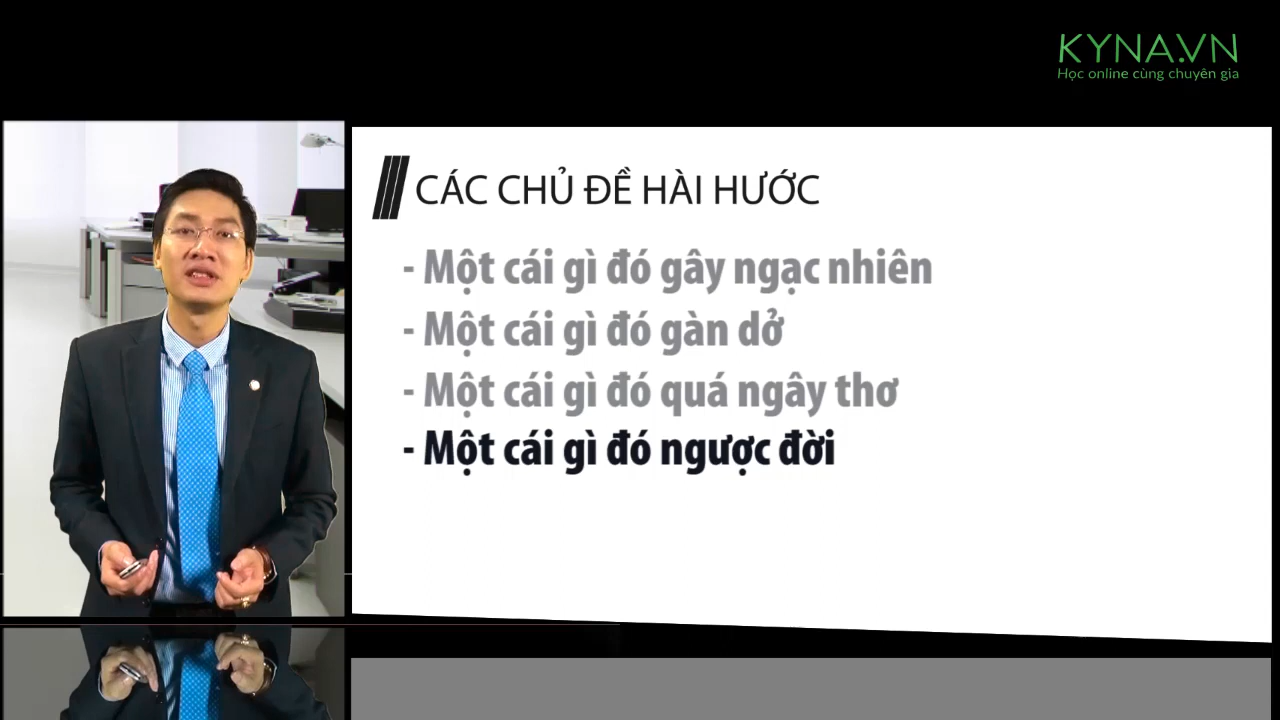 KYNA.VN
Học online cùng chuyên gia
CÁC CHỦ ĐỀ HÀI HƯỚC
- Một cái gì đó gây ngạc nhiên
- Một cái gì đó gàn dở
- Một cái gì đó quá ngây thơ
- Một cái gì đó ngược đời